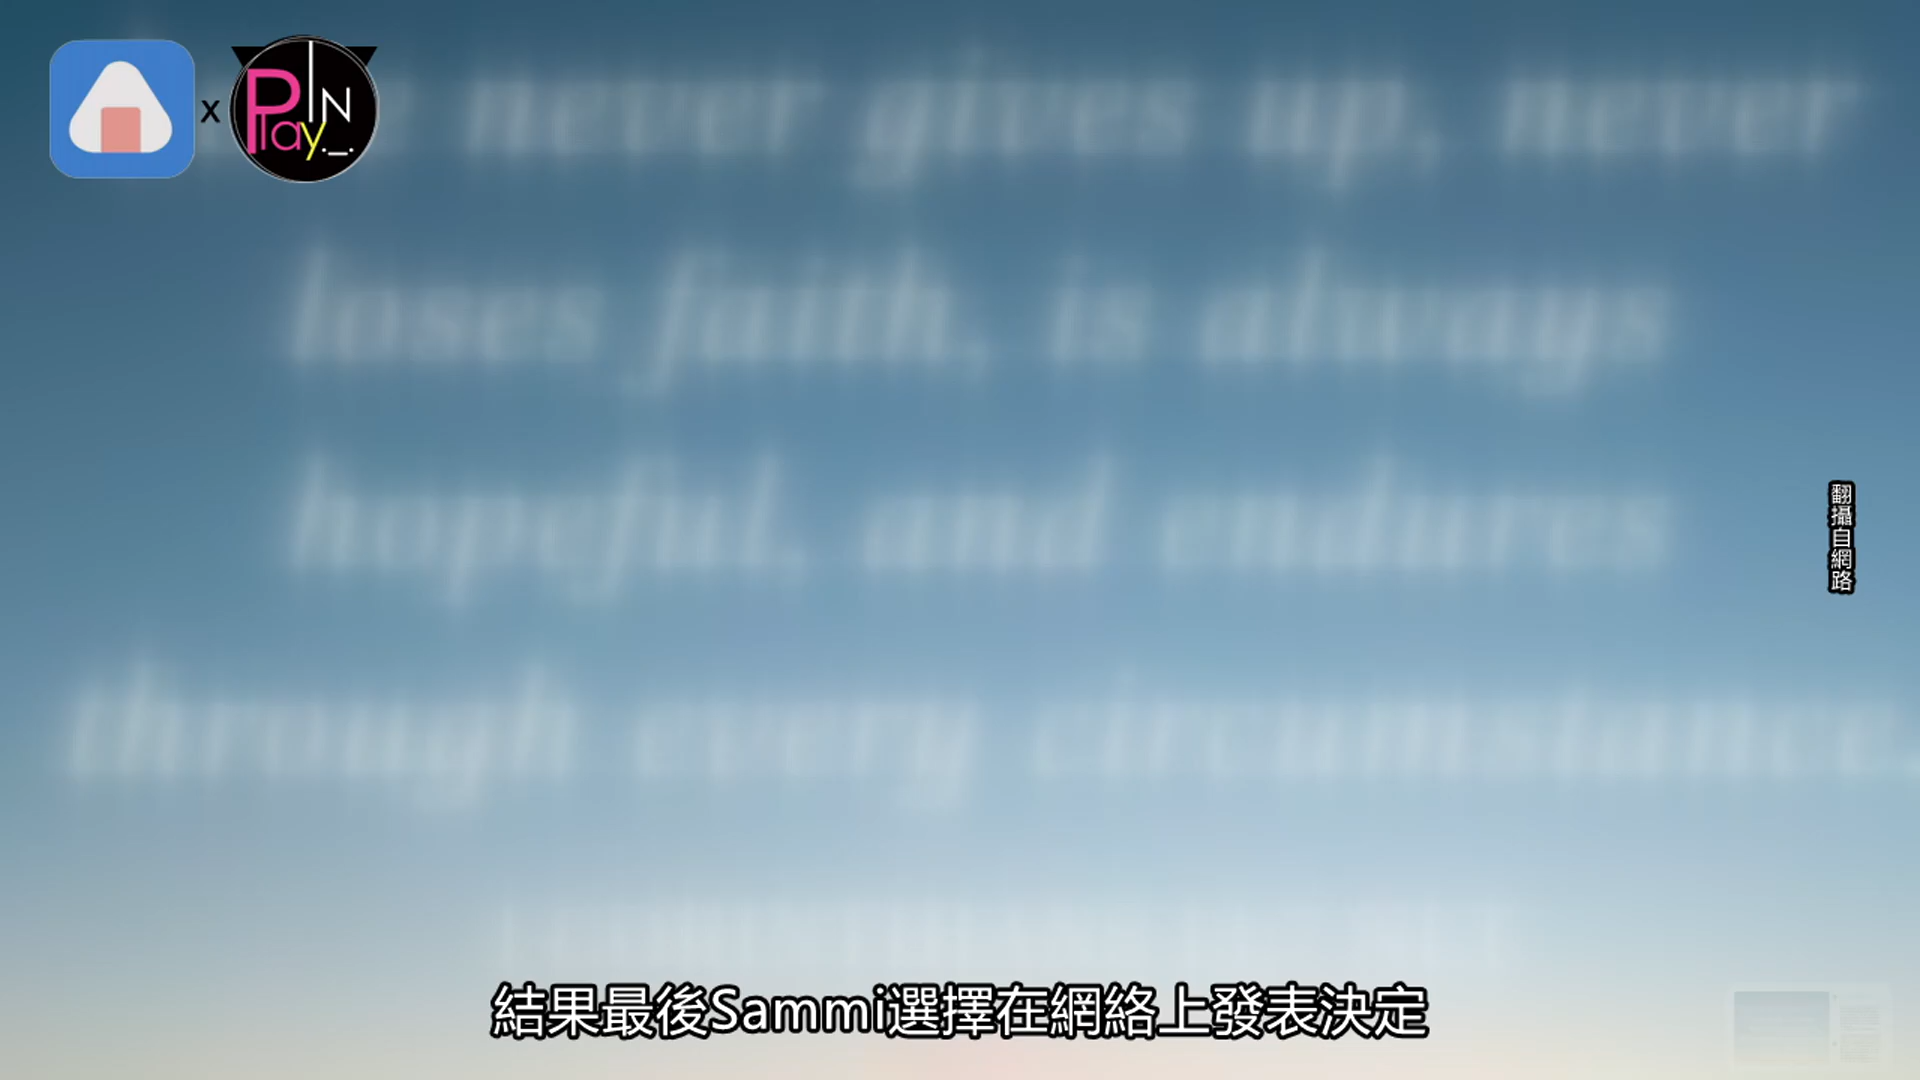 x
PIN
Play._.
never gives up, never
loses faith, is always
hopeful, and endures
through every circumstance.
翻攝自網路
結果最後Sammi選擇在網絡上發表決定